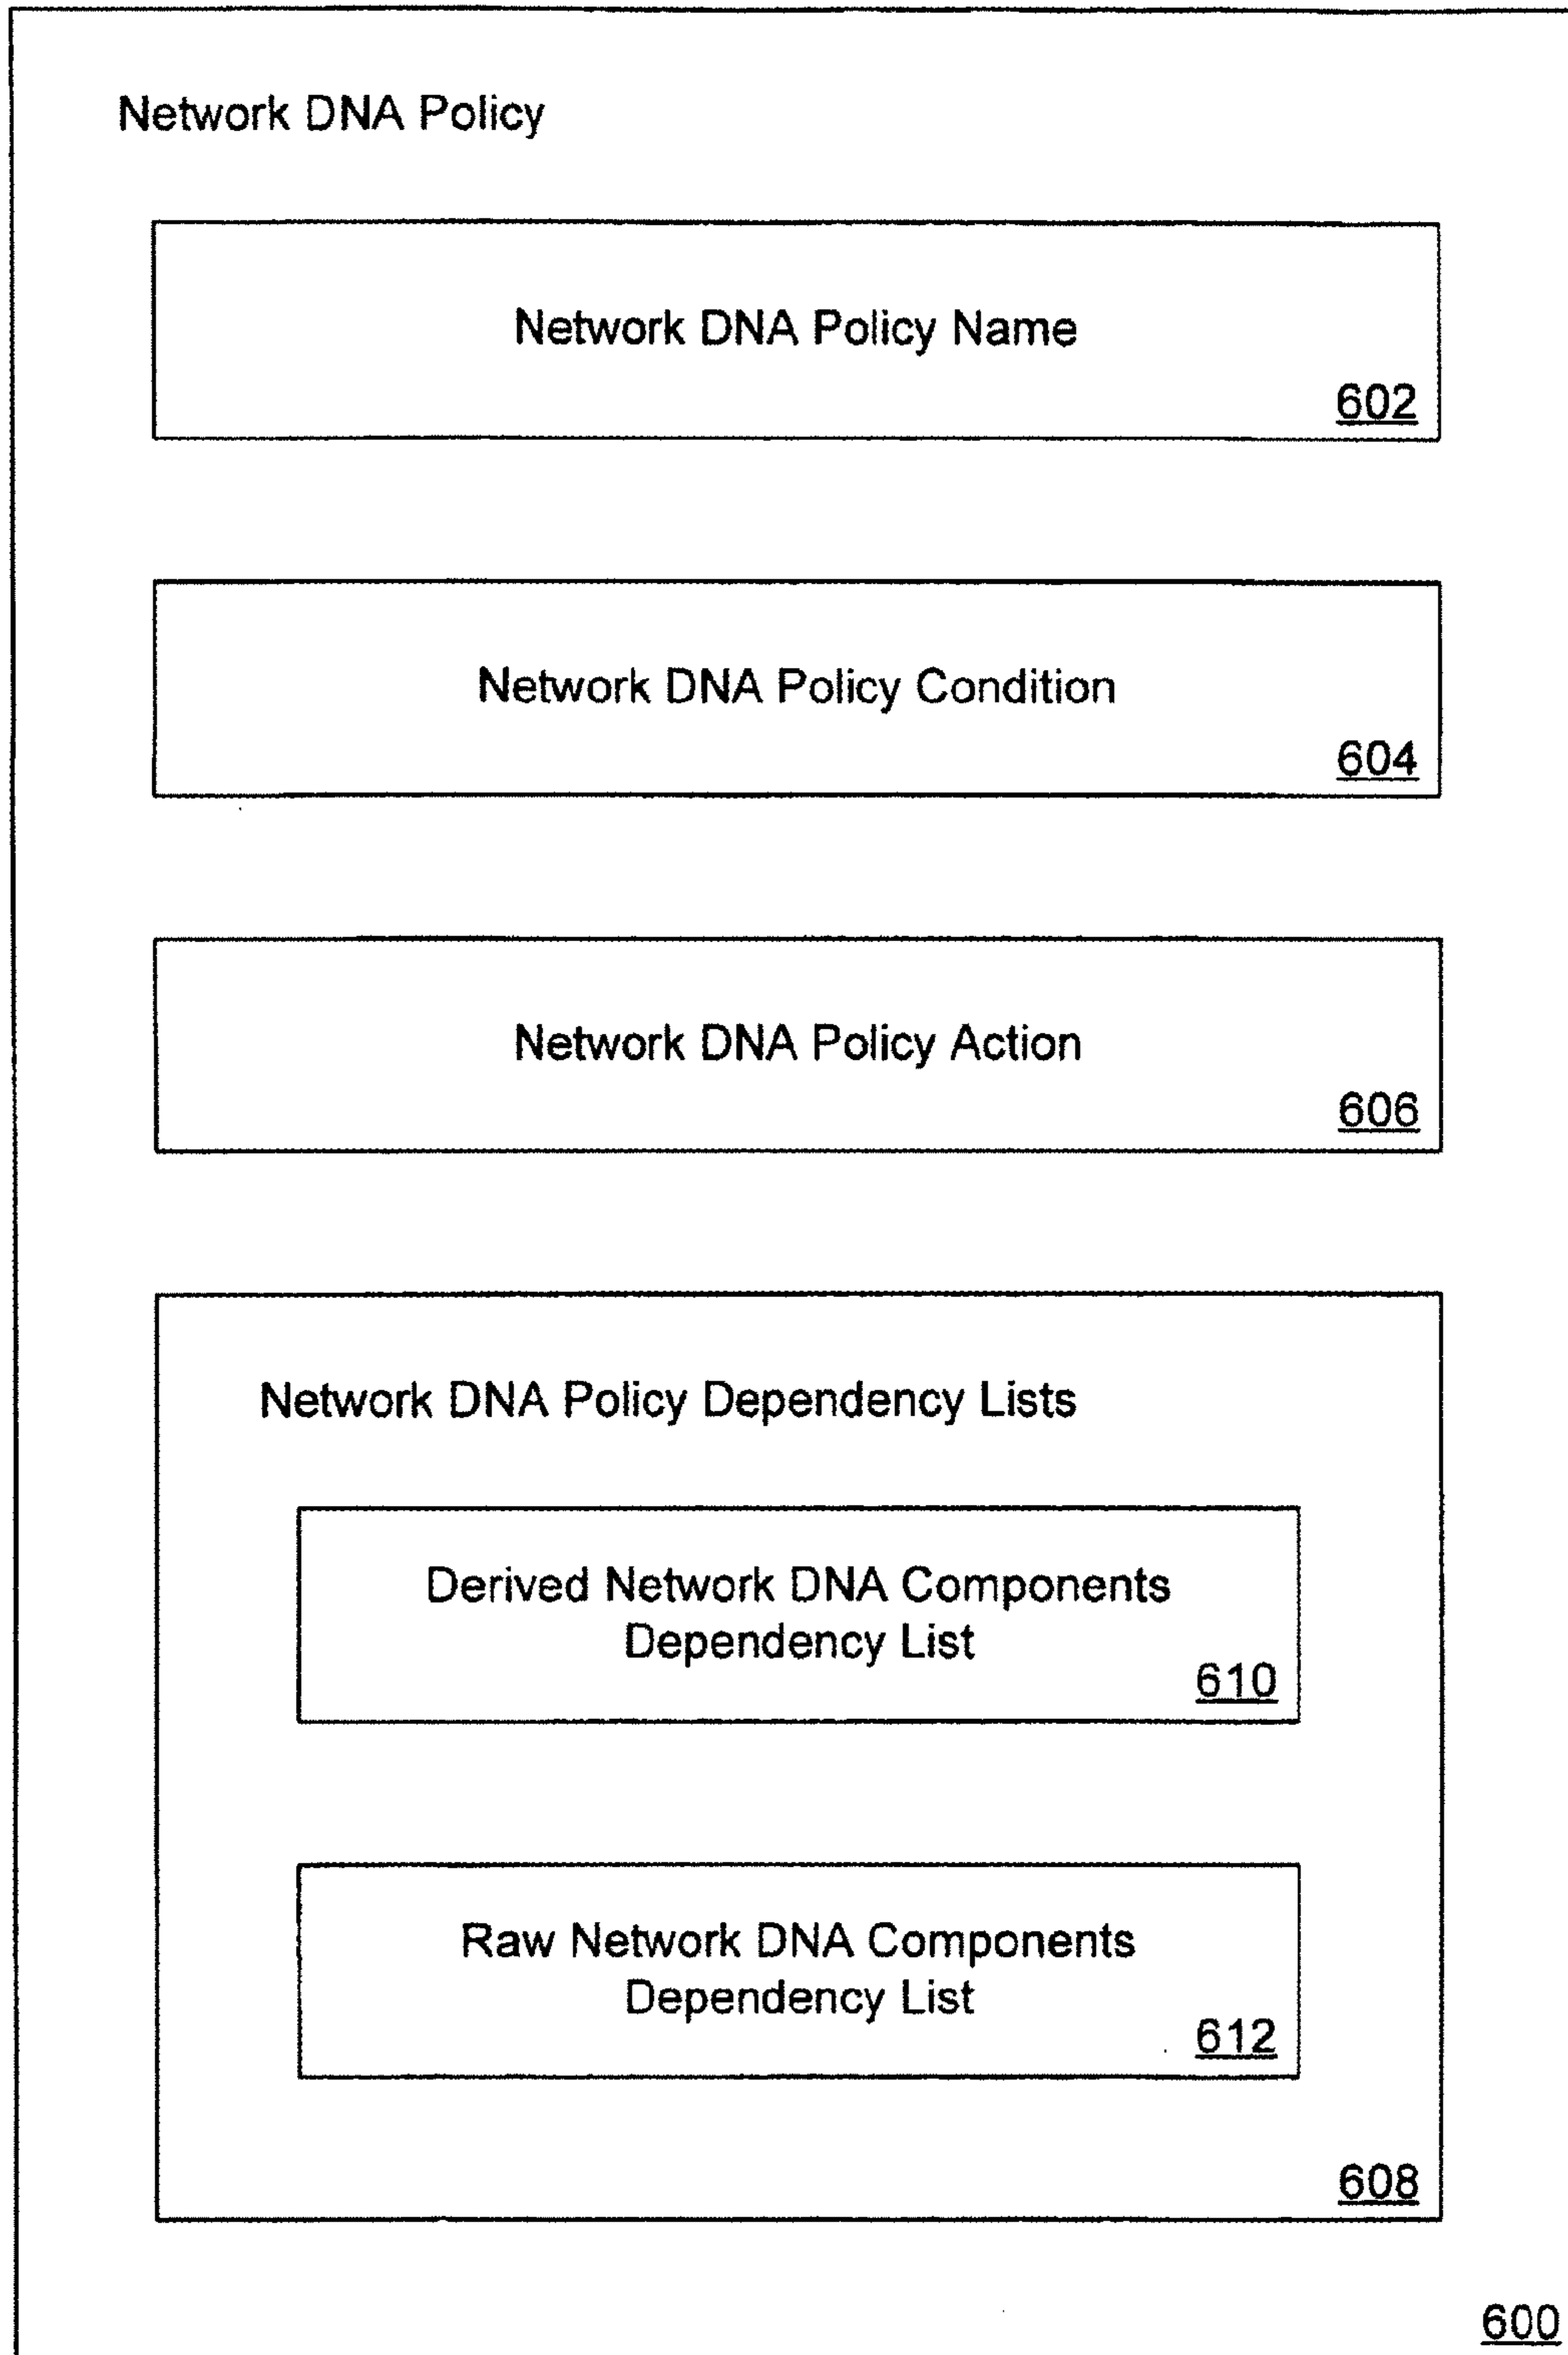 Network DNA Policy
Network DNA Policy Name
602
Network DNA Policy Condition
604
Network DNA Policy Action
606
Network DNA Policy Dependency Lists
Derived Network DNA Components
Dependency List
610
Raw Network DNA Components
Dependency List
612
608
600